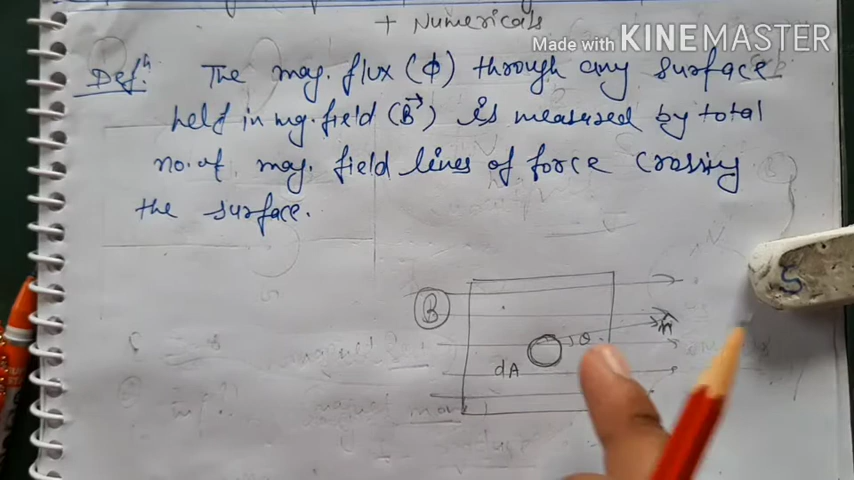 + Numericals
Made with KINEMASTER
Defⁿ The mag. flux (ϕ) through any surface
held in mg. field (B⃗) is measured by total
no. of mag. field lines of force crossing
the surface.
B
θ
n̂
dA
S